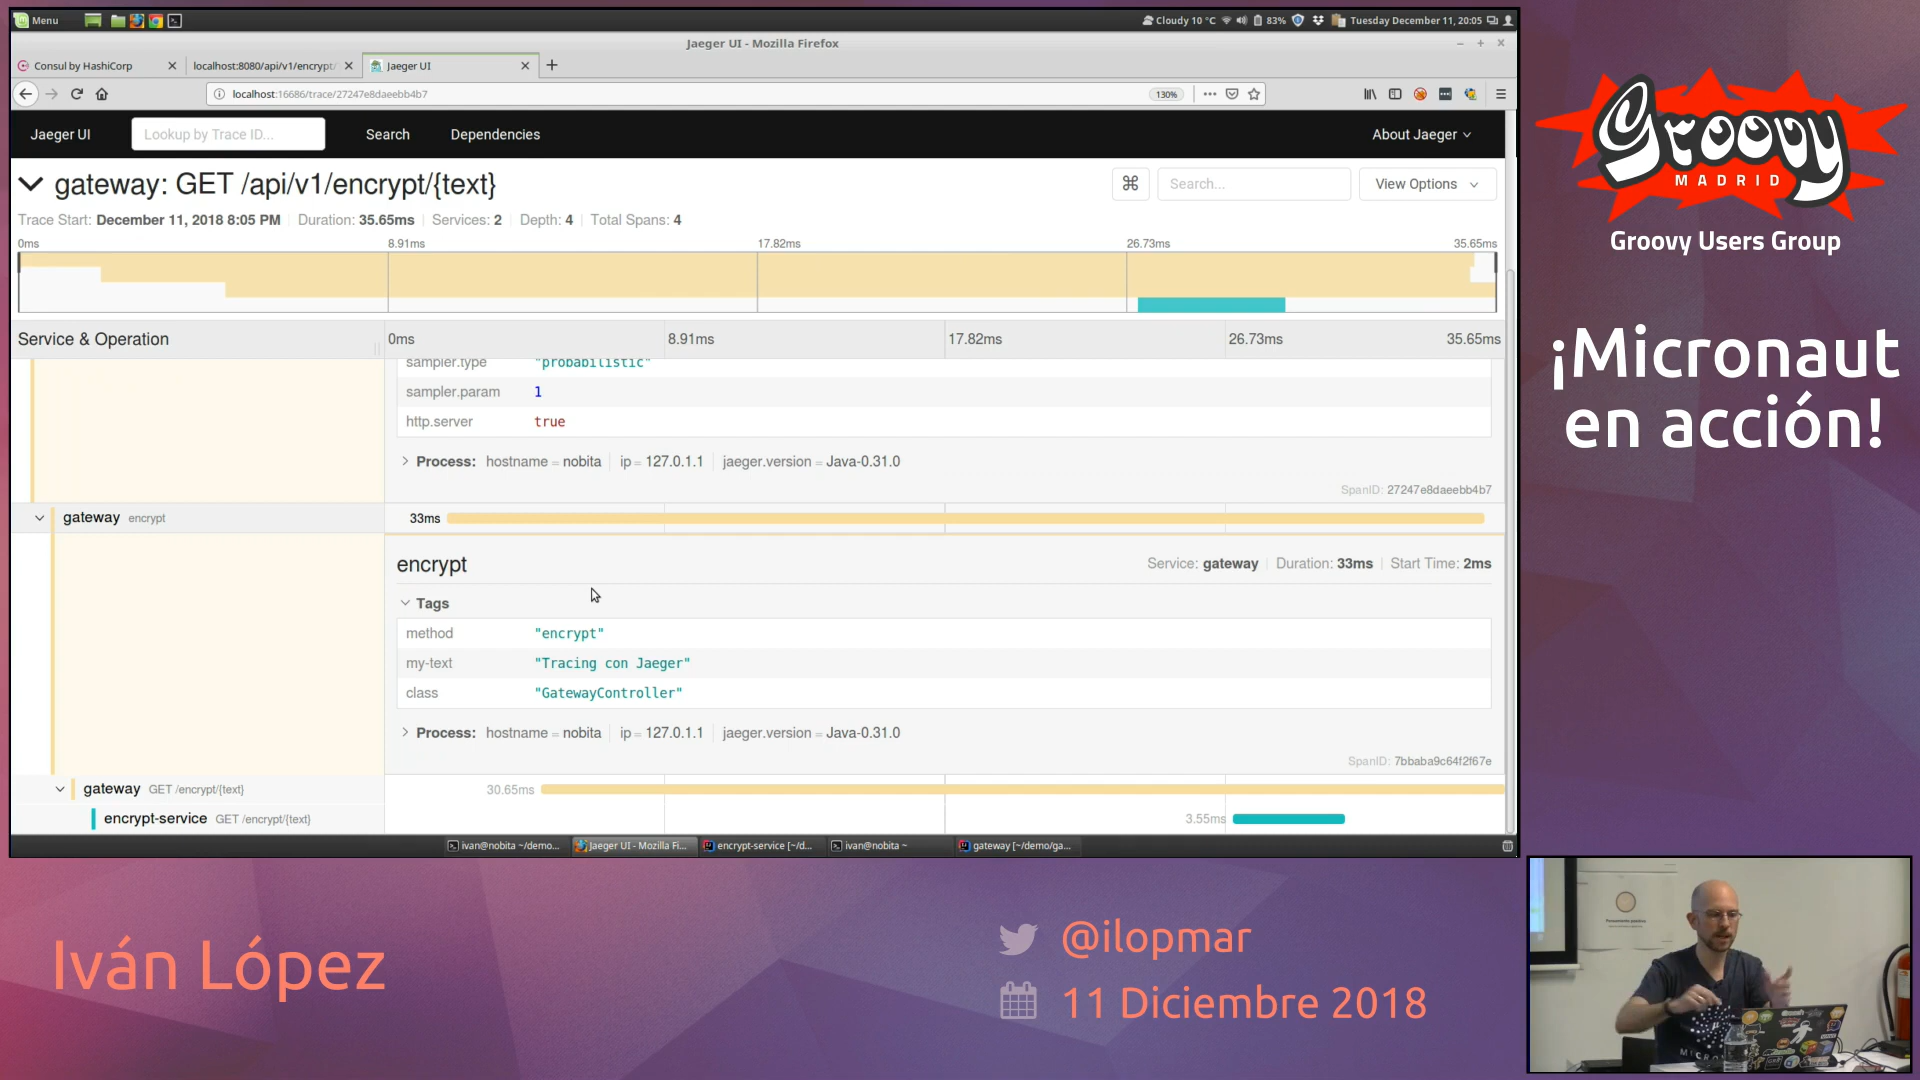 Menu
Cloudy 10 °C
83%
Tuesday December 11, 20:05
Jaeger UI - Mozilla Firefox
Consul by HashiCorp
localhost:8080/api/v1/encrypt/
Jaeger UI
localhost:16686/trace/27247e8daeebb4b7
130%
Jaeger UI
Lookup by Trace ID...
Search
Dependencies
About Jaeger
gateway: GET /api/v1/encrypt/{text}
Search...
View Options
Trace Start: December 11, 2018 8:05 PM Duration: 35.65ms Services: 2 Depth: 4 Total Spans: 4
0ms 8.91ms 17.82ms 26.73ms 35.65ms
Service & Operation 0ms 8.91ms 17.82ms 26.73ms 35.65ms
sampler.type "probabilistic"
sampler.param 1
http.server true
Process: hostname = nobita ip = 127.0.1.1 jaeger.version = Java-0.31.0
SpanID: 27247e8daeebb4b7
gateway encrypt 33ms
encrypt
Service: gateway Duration: 33ms Start Time: 2ms
Tags
method "encrypt"
my-text "Tracing con Jaeger"
class "GatewayController"
Process: hostname = nobita ip = 127.0.1.1 jaeger.version = Java-0.31.0
SpanID: 7bbaba9c64f2f67e
gateway GET /encrypt/{text} 30.65ms
encrypt-service GET /encrypt/{text} 3.55ms
ivan@nobita ~/demo...
Jaeger UI - Mozilla Fi...
encrypt-service [~/d...
ivan@nobita ~
gateway [~/demo/ga...
Groovy
MADRID
Groovy Users Group
¡Micronaut
en acción!
Iván López
@ilopmar
11 Diciembre 2018